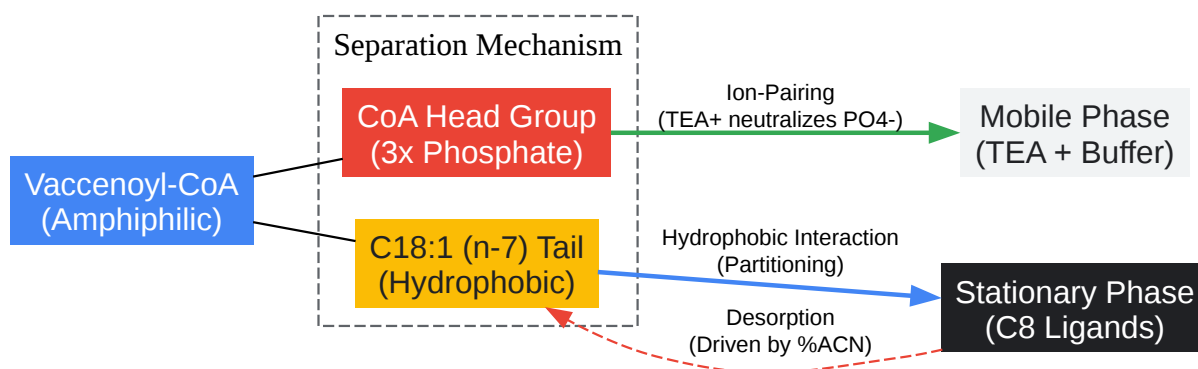 Separation Mechanism
CoA Head Group
(3x Phosphate)
Ion-Pairing
(TEA+ neutralizes PO4-)
Mobile Phase
(TEA + Buffer)
Vaccenoyl-CoA
(Amphiphilic)
C18:1 (n-7) Tail
(Hydrophobic)
Hydrophobic Interaction
(Partitioning)
Stationary Phase
(C8 Ligands)
Desorption
(Driven by %ACN)